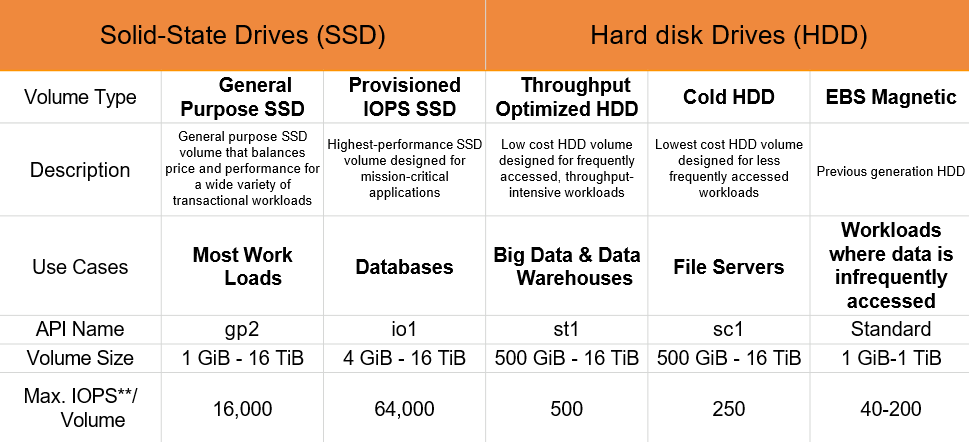 Solid-State Drives (SSD)
Hard disk Drives (HDD)
Volume Type
General
Purpose SSD
Provisioned
IOPS SSD
Throughput
Optimized HDD
Cold HDD
EBS Magnetic
Description
General purpose SSD
volume that balances
price and performance for
a wide variety of
transactional workloads
Highest-performance SSD
volume designed for
mission-critical
applications
Low cost HDD volume
designed for frequently
accessed, throughput-
intensive workloads
Lowest cost HDD volume
designed for less
frequently accessed
workloads
Previous generation HDD
Use Cases
Most Work
Loads
Databases
Big Data & Data
Warehouses
File Servers
Workloads
where data is
infrequently
accessed
API Name
gp2
io1
st1
sc1
Standard
Volume Size
1 GiB - 16 TiB
4 GiB - 16 TiB
500 GiB - 16 TiB
500 GiB - 16 TiB
1 GiB-1 TiB
Max. IOPS**/
Volume
16,000
64,000
500
250
40-200